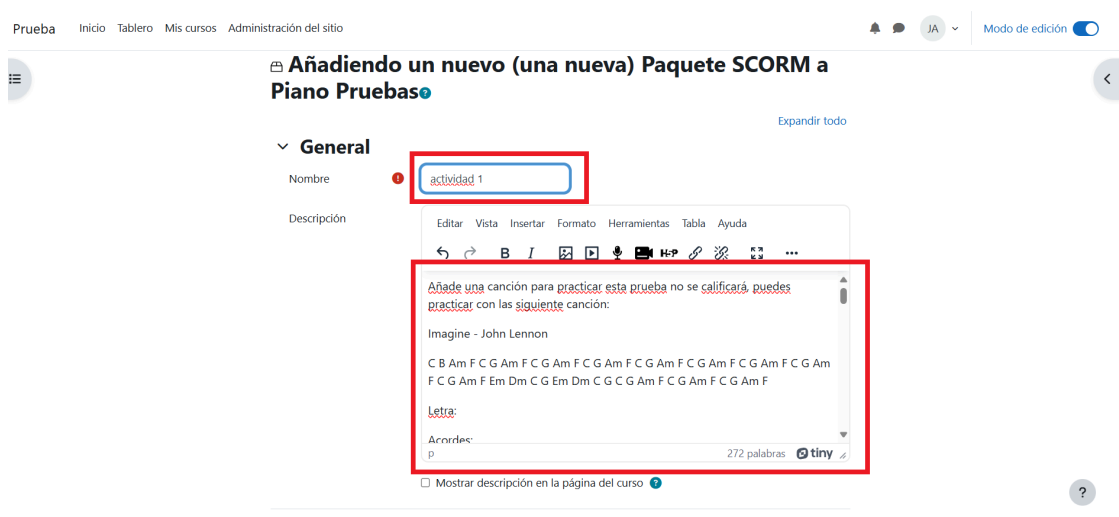 Prueba Inicio Tablero Mis cursos Administración del sitio JA Modo de edición
Añadiendo un nuevo (una nueva) Paquete SCORM a
Piano Pruebas
Expandir todo
General
Nombre actividad 1
Descripción
Editar Vista Insertar Formato Herramientas Tabla Ayuda
B I H-P
Añade una canción para practicar esta prueba no se calificará, puedes
practicar con las siguiente canción:
Imagine - John Lennon
C B Am F C G Am F C G Am F C G Am F C G Am F C G Am F C G Am F C G Am
F C G Am F Em Dm C G Em Dm C G C G Am F C G Am F C G Am F
Letra:
Acordes:
p 272 palabras tiny
Mostrar descripción en la página del curso ?
?